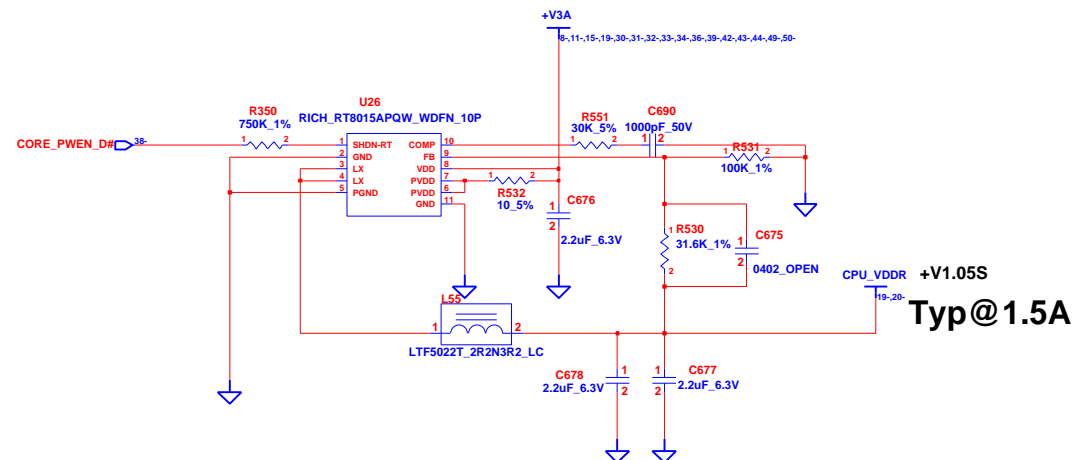 +V3A
8-,11-,15-,19-,30-,31-,32-,33-,34-,36-,39-,42-,43-,44-,49-,50-
U26
RICH_RT8015APQW_WDFN_10P
R350
750K_1%
CORE_PWEN_D#
38-
1 2
1 SHDN-RT COMP 10
2 GND FB 9
3 LX VDD 8
4 LX PVDD 7
5 PGND PVDD 6
GND 11
R551
30K_5%
1 2
C690
1000pF_50V
1 2
R531
1 2
100K_1%
1 2
R532
10_5%
C676
1
2
2.2uF_6.3V
1
R530
31.6K_1%
2
C675
1
2
0402_OPEN
CPU_VDDR
+V1.05S
19-,20-
Typ@1.5A
L55
1 2
LTF5022T_2R2N3R2_LC
C678
1
2.2uF_6.3V
2
C677
1
2.2uF_6.3V
2